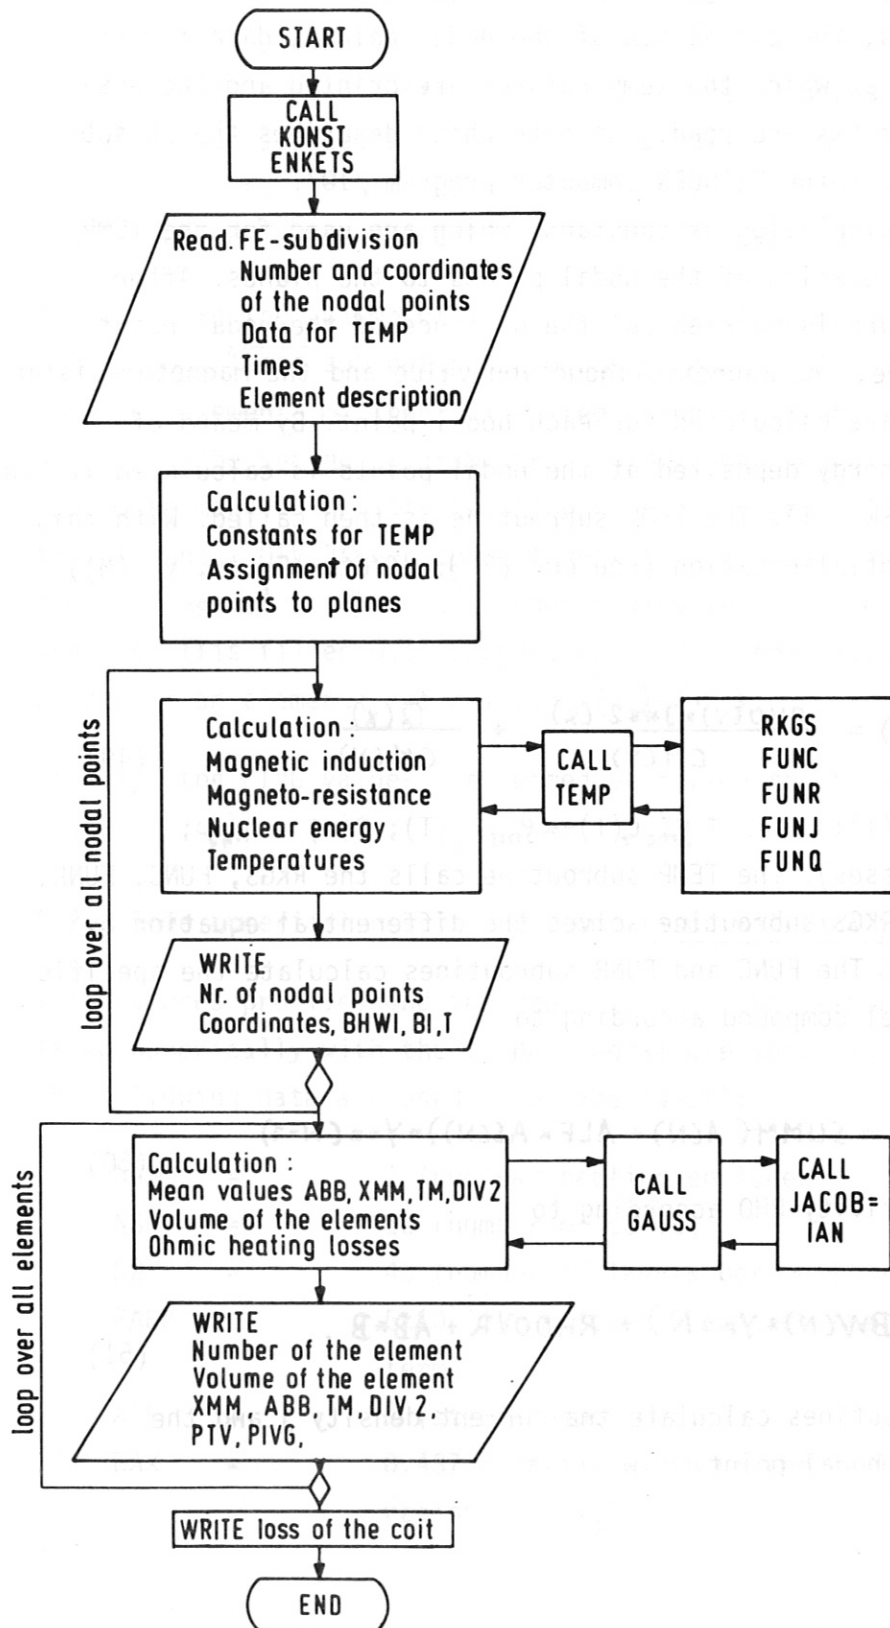 START
CALL
KONST
ENKETS
Read. FE-subdivision
Number and coordinates
of the nodal points
Data for TEMP
Times
Element description
Calculation :
Constants for TEMP
Assignment of nodal
points to planes
loop over all nodal points
Calculation :
Magnetic induction
Magneto-resistance
Nuclear energy
Temperatures
CALL
TEMP
RKGS
FUNC
FUNR
FUNJ
FUNQ
WRITE
Nr. of nodal points
Coordinates, BHWI, BI,T
loop over all elements
Calculation :
Mean values ABB, XMM, TM, DIV2
Volume of the elements
Ohmic heating losses
CALL
GAUSS
CALL
JACOB=
IAN
WRITE
Number of the element
Volume of the element
XMM, ABB, TM, DIV.2,
PTV, PIVG,
WRITE loss of the coit
END